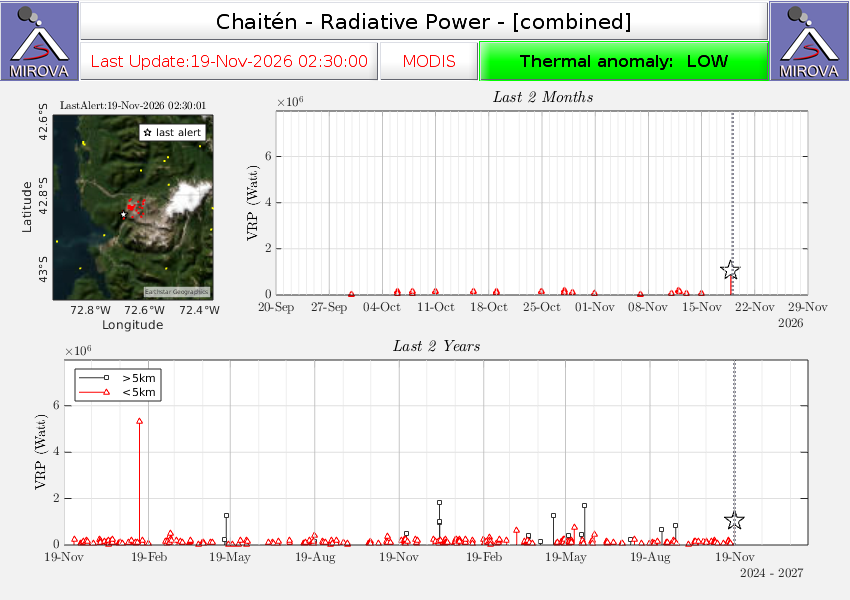 Chaitén - Radiative Power - [combined]
MIROVA
Last Update:19-Nov-2026 02:30:00
MODIS
Thermal anomaly: LOW
MIROVA
LastAlert:19-Nov-2026 02:30:01
last alert
42.6°S
42.8°S
43°S
Latitude
Earthstar Geographics
72.8°W 72.6°W 72.4°W
Longitude
Last 2 Months
×10^6
VRP (Watt)
6
4
2
0
20-Sep 27-Sep 04-Oct 11-Oct 18-Oct 25-Oct 01-Nov 08-Nov 15-Nov 22-Nov 29-Nov
2026
Last 2 Years
×10^6
>5km
<5km
VRP (Watt)
6
4
2
0
19-Nov 19-Feb 19-May 19-Aug 19-Nov 19-Feb 19-May 19-Aug 19-Nov
2024 - 2027